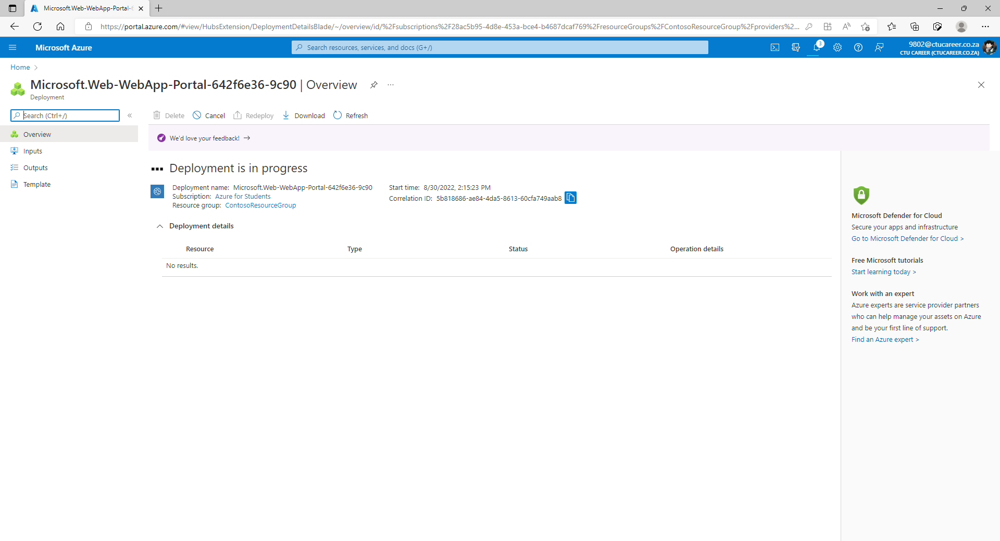 Microsoft.Web-WebApp-Portal-6
https://portal.azure.com/#view/HubsExtension/DeploymentDetailsBlade/~/overview/id/%2Fsubscriptions%2F28ac5b95-4d8e-453a-bce4-b4687dcaf769%2FresourceGroups%2FContosoResourceGroup%2Fproviders%2...
Microsoft Azure
Search resources, services, and docs (G+/)
3
9802@ctucareer.co.za
CTU CAREER (CTUCAREER.CO.ZA)
Home
Microsoft.Web-WebApp-Portal-642f6e36-9c90 | Overview
Deployment
Search (Ctrl+/)
Delete Cancel Redeploy Download Refresh
Overview
Inputs
Outputs
Template
We'd love your feedback!
Deployment is in progress
Deployment name: Microsoft.Web-WebApp-Portal-642f6e36-9c90
Subscription: Azure for Students
Resource group: ContosoResourceGroup
Start time: 8/30/2022, 2:15:23 PM
Correlation ID: 5b818686-ae84-4da5-8613-60cfa749aab8
Deployment details
Resource Type Status Operation details
No results.
Microsoft Defender for Cloud
Secure your apps and infrastructure
Go to Microsoft Defender for Cloud >
Free Microsoft tutorials
Start learning today >
Work with an expert
Azure experts are service provider partners
who can help manage your assets on Azure
and be your first line of support.
Find an Azure expert >